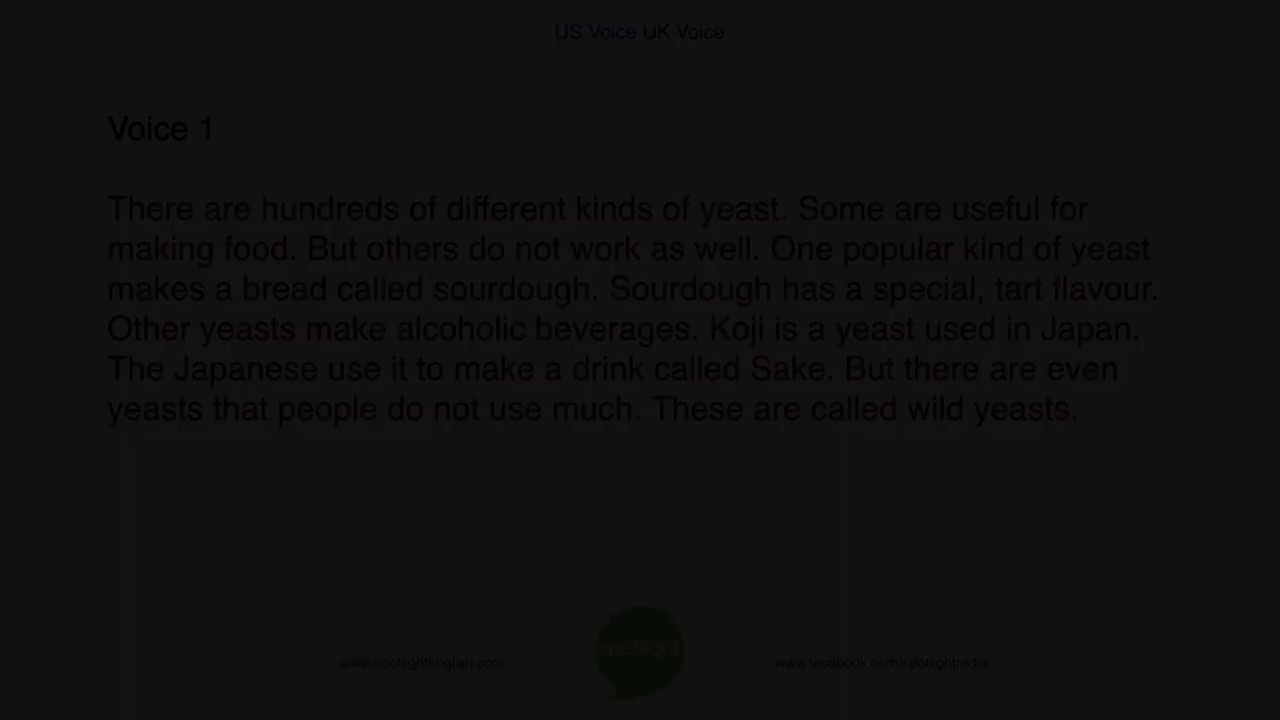 US Voice UK Voice
Voice 1
There are hundreds of different kinds of yeast. Some are useful for
making food. But others do not work as well. One popular kind of yeast
makes a bread called sourdough. Sourdough has a special, tart flavour.
Other yeasts make alcoholic beverages. Koji is a yeast used in Japan.
The Japanese use it to make a drink called Sake. But there are even
yeasts that people do not use much. These are called wild yeasts.
spotlight
www.spotlightenglish.com
www.facebook.com/spotlightradio